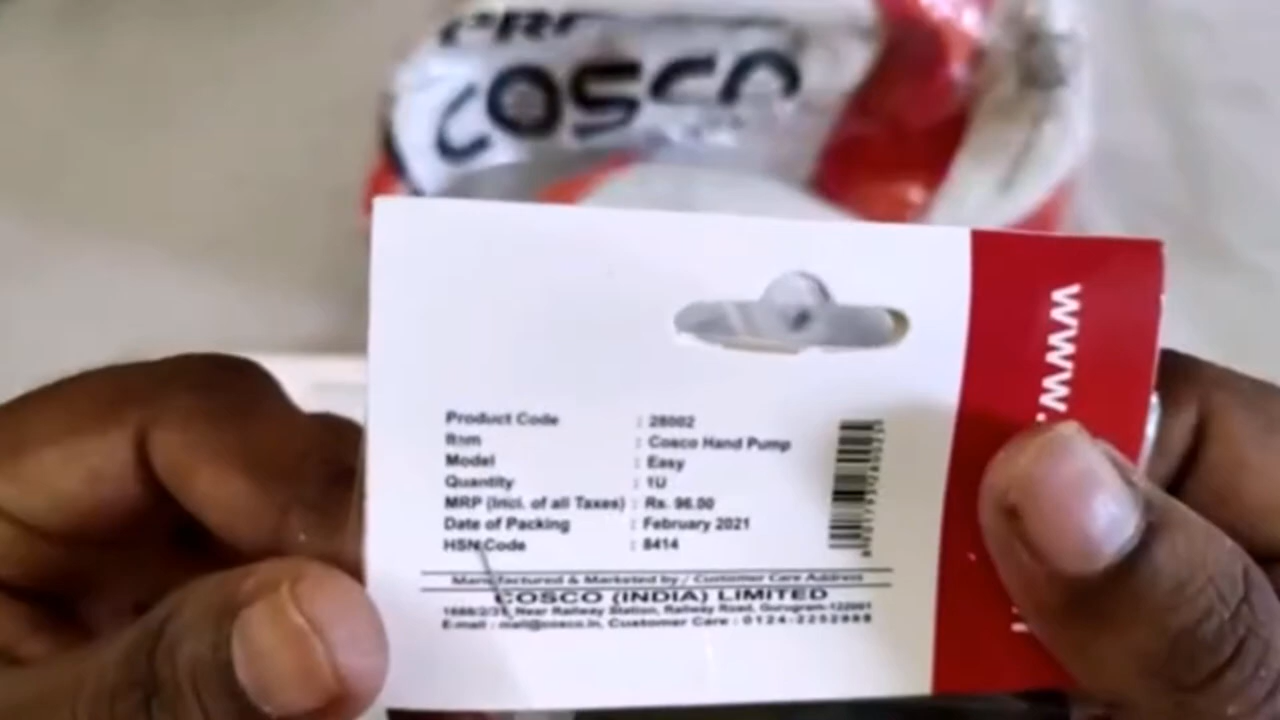 COSCO
www.
Product Code : 28002
Item : Cosco Hand Pump
Model : Easy
Quantity : 1U
MRP (Incl. of all Taxes) : Rs. 96.00
Date of Packing : February 2021
HSN Code : 8414
Manufactured & Marketed by / Customer Care Address
COSCO (INDIA) LIMITED
Near Railway Station, Railway Road, Gurugram-122001
E-mail : mail@cosco.in, Customer Care : 0124-2252988